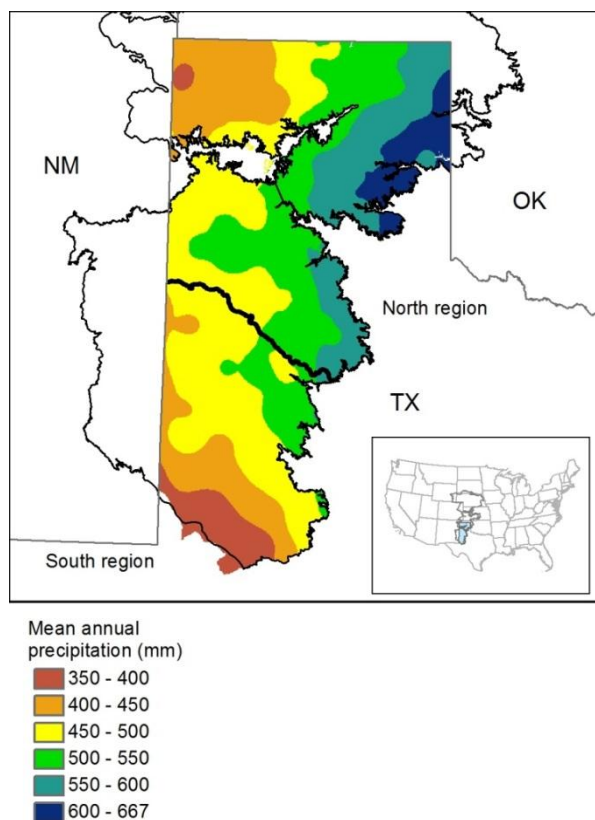 NM
OK
North region
TX
South region
Mean annual
precipitation (mm)
350 - 400
400 - 450
450 - 500
500 - 550
550 - 600
600 - 667